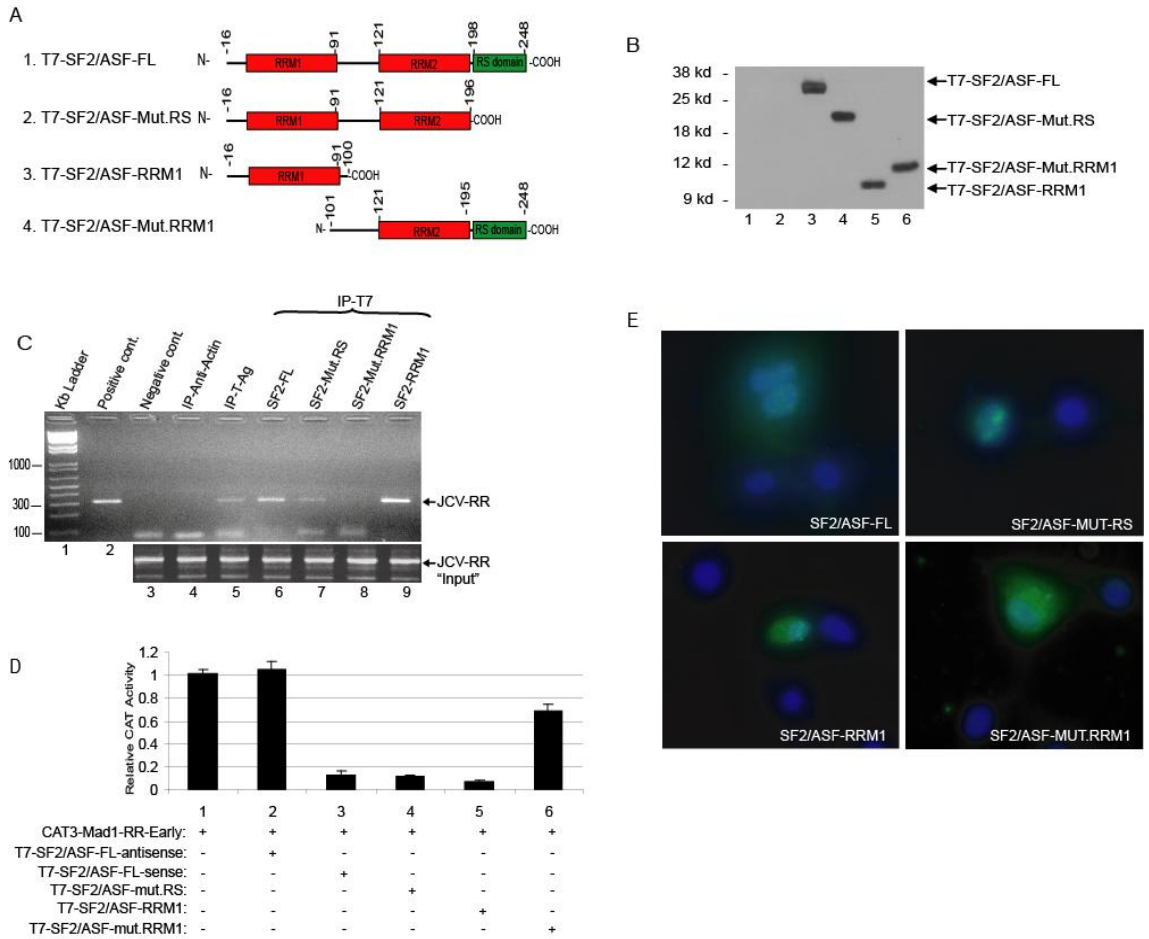 A
1. T7-SF2/ASF-FL
N-
-16
-91
121
198
-248
RRM1
RRM2
RS domain
-COOH
2. T7-SF2/ASF-Mut.RS
N-
-16
-91
121
196
RRM1
RRM2
-COOH
3. T7-SF2/ASF-RRM1
N-
-16
-91
-100
RRM1
-COOH
4. T7-SF2/ASF-Mut.RRM1
N-
-101
121
-195
-248
RRM2
RS domain
-COOH
B
38 kd -
25 kd -
18 kd -
12 kd -
9 kd -
T7-SF2/ASF-FL
T7-SF2/ASF-Mut.RS
T7-SF2/ASF-Mut.RRM1
T7-SF2/ASF-RRM1
1 2 3 4 5 6
C
IP-T7
Kb Ladder
Positive cont.
Negative cont.
IP-Anti-Actin
IP-T-Ag
SF2-FL
SF2-Mut.RS
SF2-Mut.RRM1
SF2-RRM1
1000
300
100
JCV-RR
1 2
JCV-RR
"Input"
3 4 5 6 7 8 9
D
Relative CAT Activity
1.2
1
0.8
0.6
0.4
0.2
0
1 2 3 4 5 6
CAT3-Mad1-RR-Early: + + + + + +
T7-SF2/ASF-FL-antisense: - + - - - -
T7-SF2/ASF-FL-sense: - - + - - -
T7-SF2/ASF-mut.RS: - - - + - -
T7-SF2/ASF-RRM1: - - - - + -
T7-SF2/ASF-mut.RRM1: - - - - - +
E
SF2/ASF-FL
SF2/ASF-MUT-RS
SF2/ASF-RRM1
SF2/ASF-MUT.RRM1